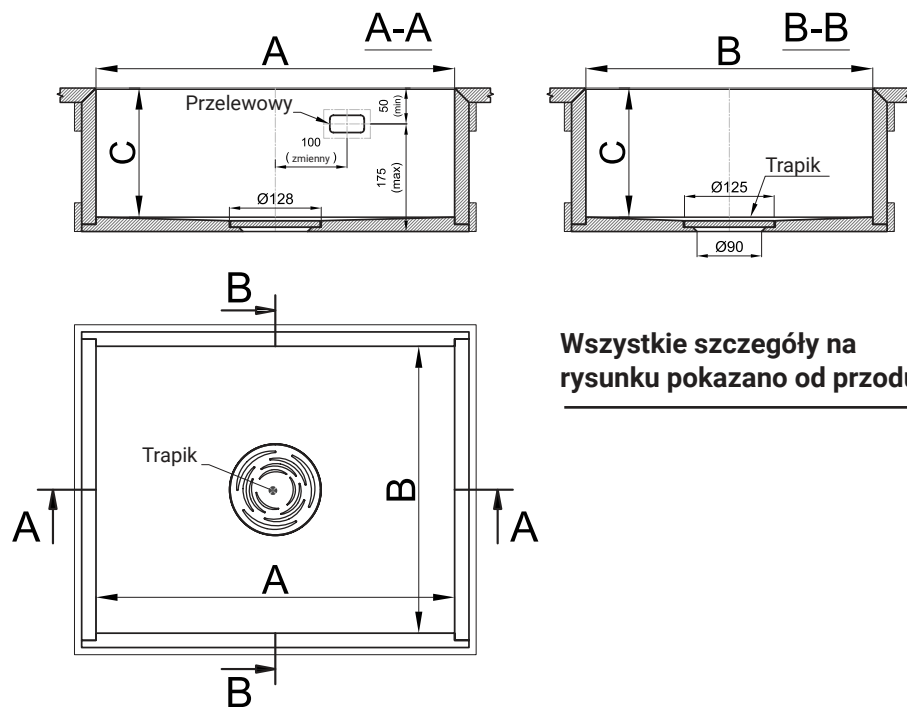 A-A
A
Przelewowy
50
(min)
100
( zmienny )
175
(max)
C
Ø128
B-B
B
C
Trapik
Ø125
Ø90
B
Wszystkie szczegóły na
rysunku pokazano od przodu
Trapik
B
A
A
A
B